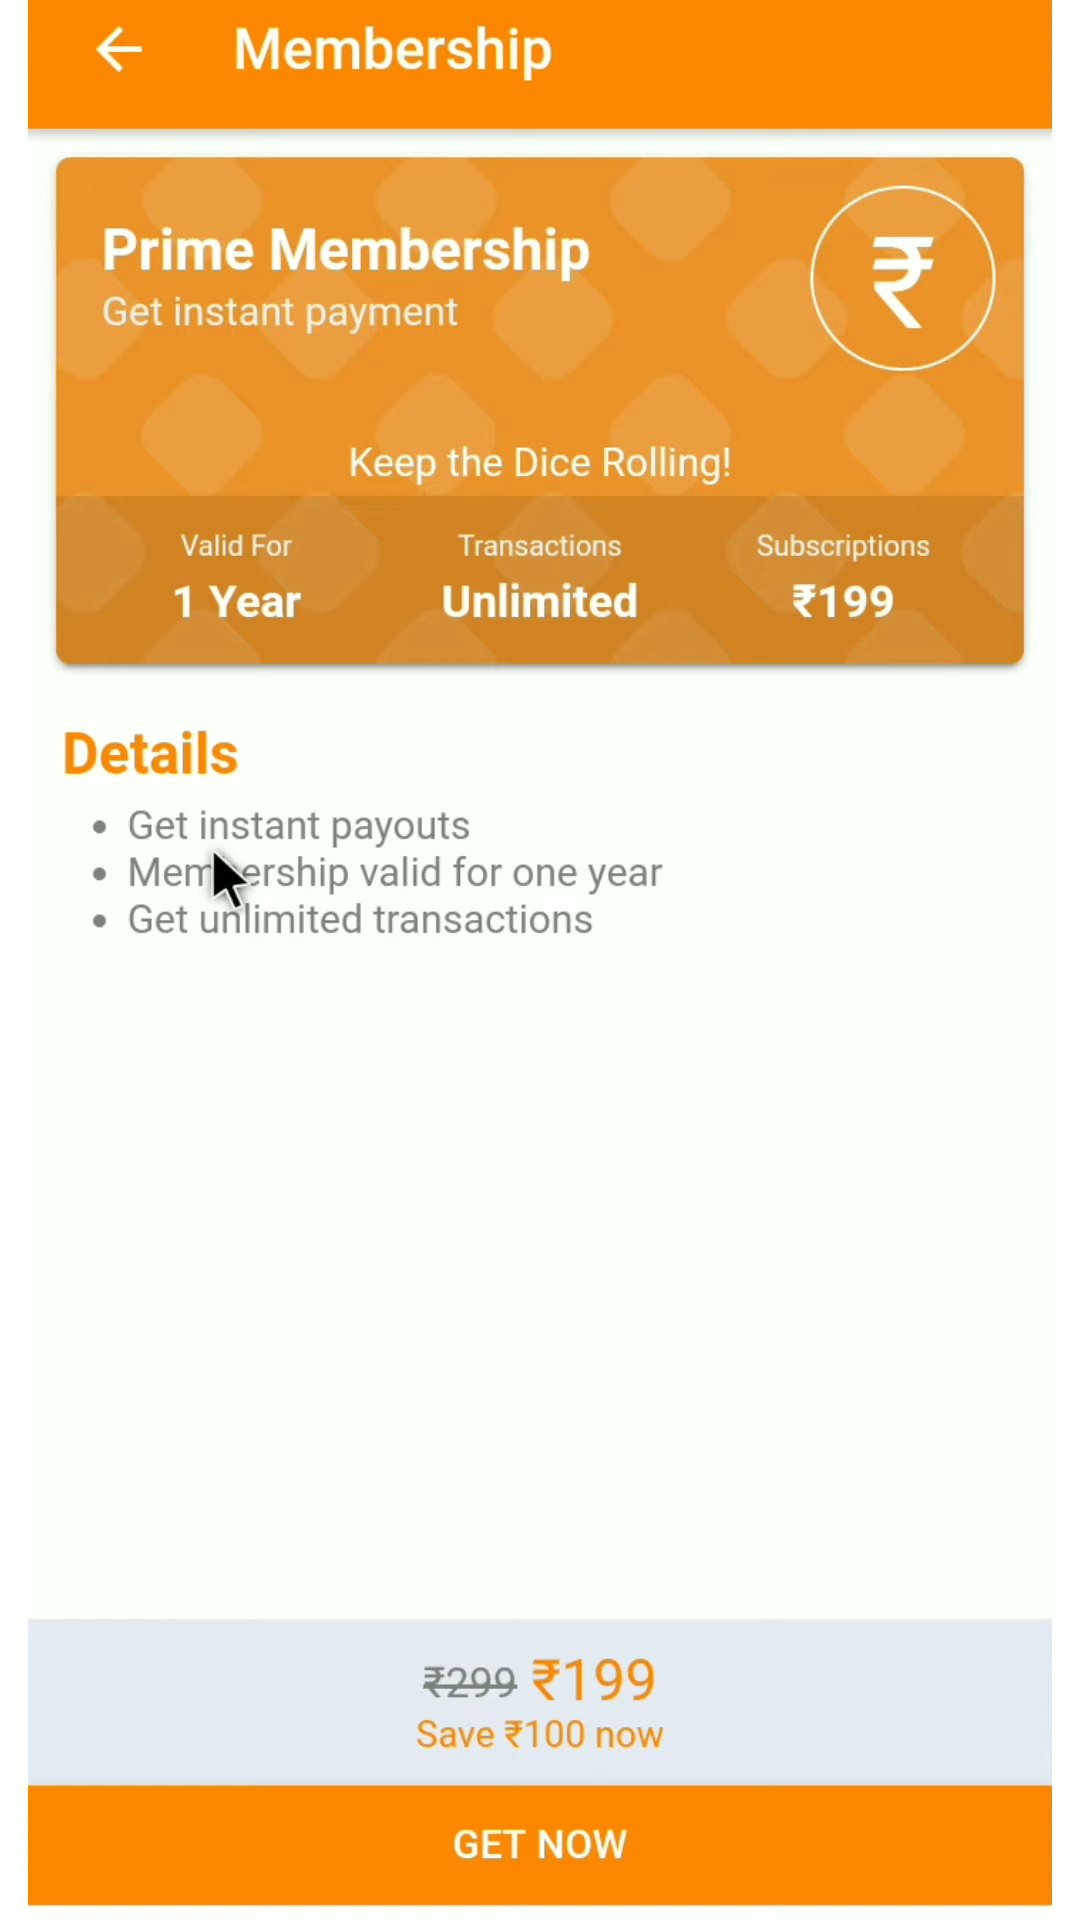 Membership
Prime Membership
Get instant payment
₹
Keep the Dice Rolling!
Valid For Transactions Subscriptions
1 Year Unlimited ₹199
Details
• Get instant payouts
• Membership valid for one year
• Get unlimited transactions
₹299 ₹199
Save ₹100 now
GET NOW